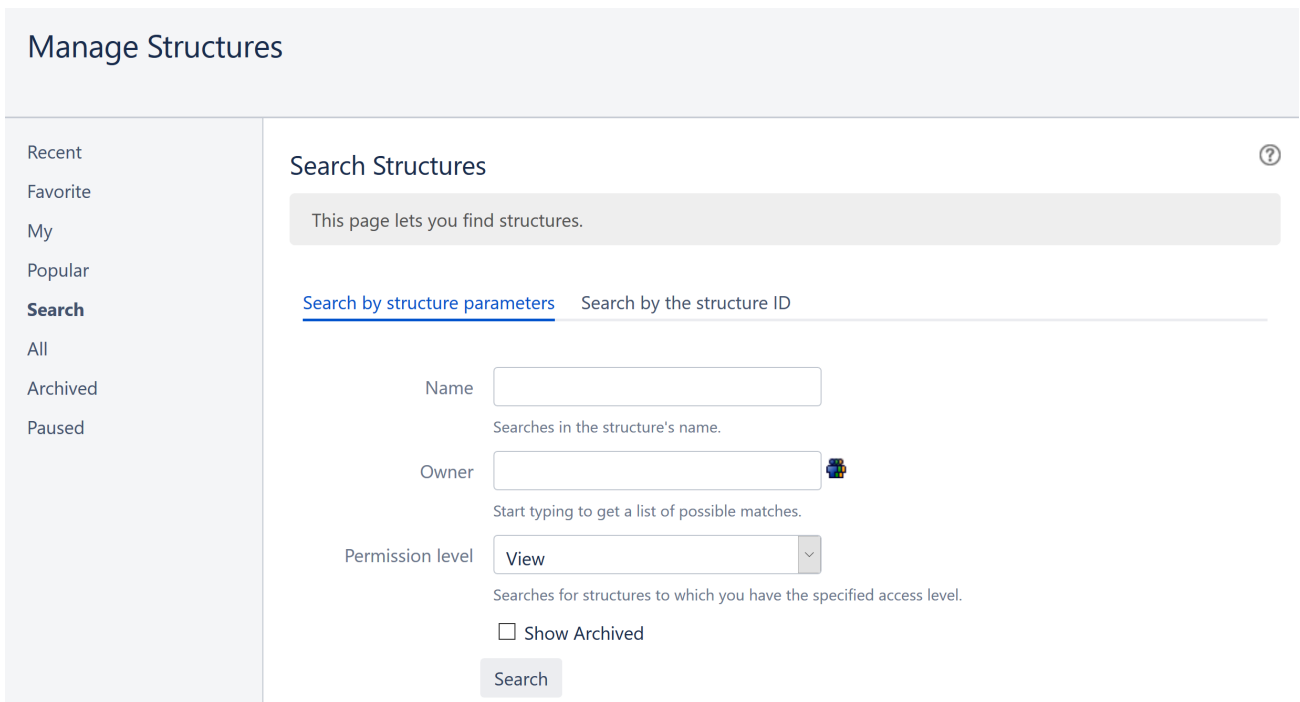 Manage Structures
Recent
Favorite
My
Popular
Search
All
Archived
Paused
Search Structures
?
This page lets you find structures.
Search by structure parameters Search by the structure ID
Name
Searches in the structure's name.
Owner
Start typing to get a list of possible matches.
Permission level View
Searches for structures to which you have the specified access level.
Show Archived
Search